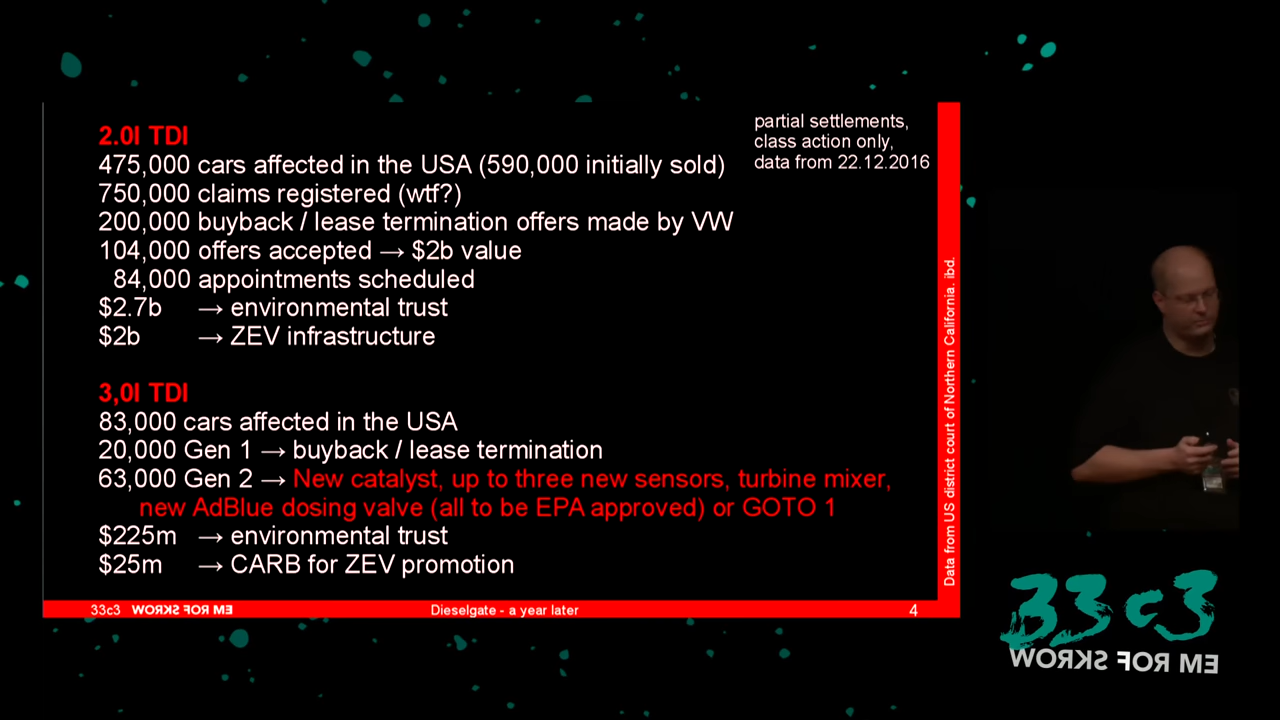 2.0l TDI
475,000 cars affected in the USA (590,000 initially sold)
750,000 claims registered (wtf?)
200,000 buyback / lease termination offers made by VW
104,000 offers accepted → $2b value
84,000 appointments scheduled
$2.7b → environmental trust
$2b → ZEV infrastructure
partial settlements,
class action only,
data from 22.12.2016
3,0l TDI
83,000 cars affected in the USA
20,000 Gen 1 → buyback / lease termination
63,000 Gen 2 → New catalyst, up to three new sensors, turbine mixer,
new AdBlue dosing valve (all to be EPA approved) or GOTO 1
$225m → environmental trust
$25m → CARB for ZEV promotion
Data from US district court of Northern California. ibd.
33c3 WORKS FOR ME Dieselgate - a year later 4
33c3
WORKS FOR ME